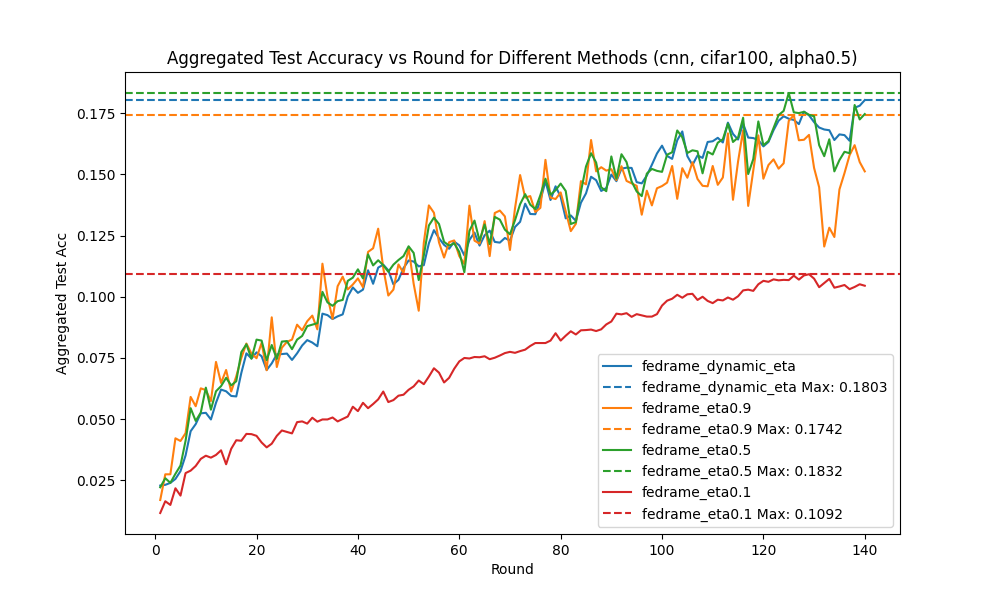 Aggregated Test Accuracy vs Round for Different Methods (cnn, cifar100, alpha0.5)
Aggregated Test Acc
0.175
0.150
0.125
0.100
0.075
0.050
0.025
fedrame_dynamic_eta
fedrame_dynamic_eta Max: 0.1803
fedrame_eta0.9
fedrame_eta0.9 Max: 0.1742
fedrame_eta0.5
fedrame_eta0.5 Max: 0.1832
fedrame_eta0.1
fedrame_eta0.1 Max: 0.1092
0 20 40 60 80 100 120 140
Round